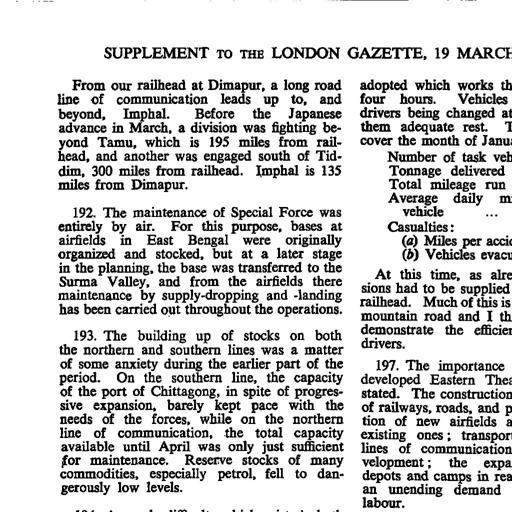 SUPPLEMENT TO THE LONDON GAZETTE, 19 MARCH
From our railhead at Dimapur, a long road
line of communication leads up to, and
beyond, Imphal. Before the Japanese
advance in March, a division was fighting be-
yond Tamu, which is 195 miles from rail-
head, and another was engaged south of Tid-
dim, 300 miles from railhead. Imphal is 135
miles from Dimapur.
192. The maintenance of Special Force was
entirely by air. For this purpose, bases at
airfields in East Bengal were originally
organized and stocked, but at a later stage
in the planning, the base was transferred to the
Surma Valley, and from the airfields there
maintenance by supply-dropping and -landing
has been carried out throughout the operations.
193. The building up of stocks on both
the northern and southern lines was a matter
of some anxiety during the earlier part of the
period. On the southern line, the capacity
of the port of Chittagong, in spite of progres-
sive expansion, barely kept pace with the
needs of the forces, while on the northern
line of communication, the total capacity
available until April was only just sufficient
for maintenance. Reserve stocks of many
commodities, especially petrol, fell to dan-
gerously low levels.
adopted which works th
four hours. Vehicles
drivers being changed at
them adequate rest. T
cover the month of Janua
Number of task veh
Tonnage delivered
Total mileage run
Average daily mi
vehicle ...
Casualties:
(a) Miles per accid
(b) Vehicles evacu
At this time, as alre
sions had to be supplied
railhead. Much of this is
mountain road and I th
demonstrate the efficien
drivers.
197. The importance
developed Eastern Thea
stated. The construction
of railways, roads, and p
tion of new airfields a
existing ones; transport
lines of communication
velopment; the expa
depots and camps in rea
an unending demand
labour.